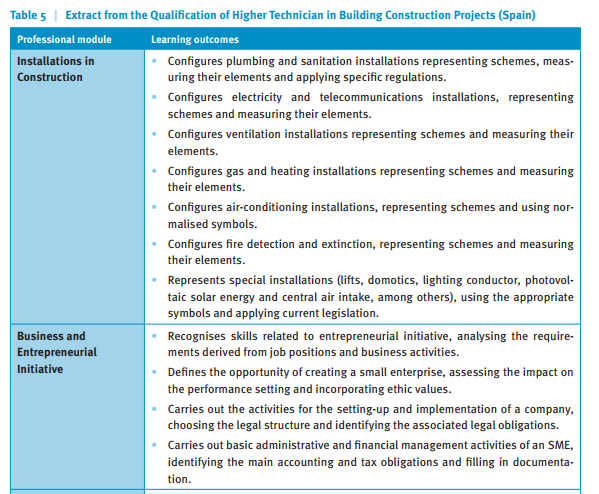 Table 5 | Extract from the Qualification of Higher Technician in Building Construction Projects (Spain)
Professional module
Learning outcomes
Installations in
Construction
• Configures plumbing and sanitation installations representing schemes, meas-
uring their elements and applying specific regulations.
• Configures electricity and telecommunications installations, representing
schemes and measuring their elements.
• Configures ventilation installations representing schemes and measuring their
elements.
• Configures gas and heating installations representing schemes and measuring
their elements.
• Configures air-conditioning installations, representing schemes and using nor-
malised symbols.
• Configures fire detection and extinction, representing schemes and measuring
their elements.
• Represents special installations (lifts, domotics, lighting conductor, photovol-
taic solar energy and central air intake, among others), using the appropriate
symbols and applying current legislation.
Business and
Entrepreneurial
Initiative
• Recognises skills related to entrepreneurial initiative, analysing the require-
ments derived from job positions and business activities.
• Defines the opportunity of creating a small enterprise, assessing the impact on
the performance setting and incorporating ethic values.
• Carries out the activities for the setting-up and implementation of a company,
choosing the legal structure and identifying the associated legal obligations.
• Carries out basic administrative and financial management activities of an SME,
identifying the main accounting and tax obligations and filling in documenta-
tion.